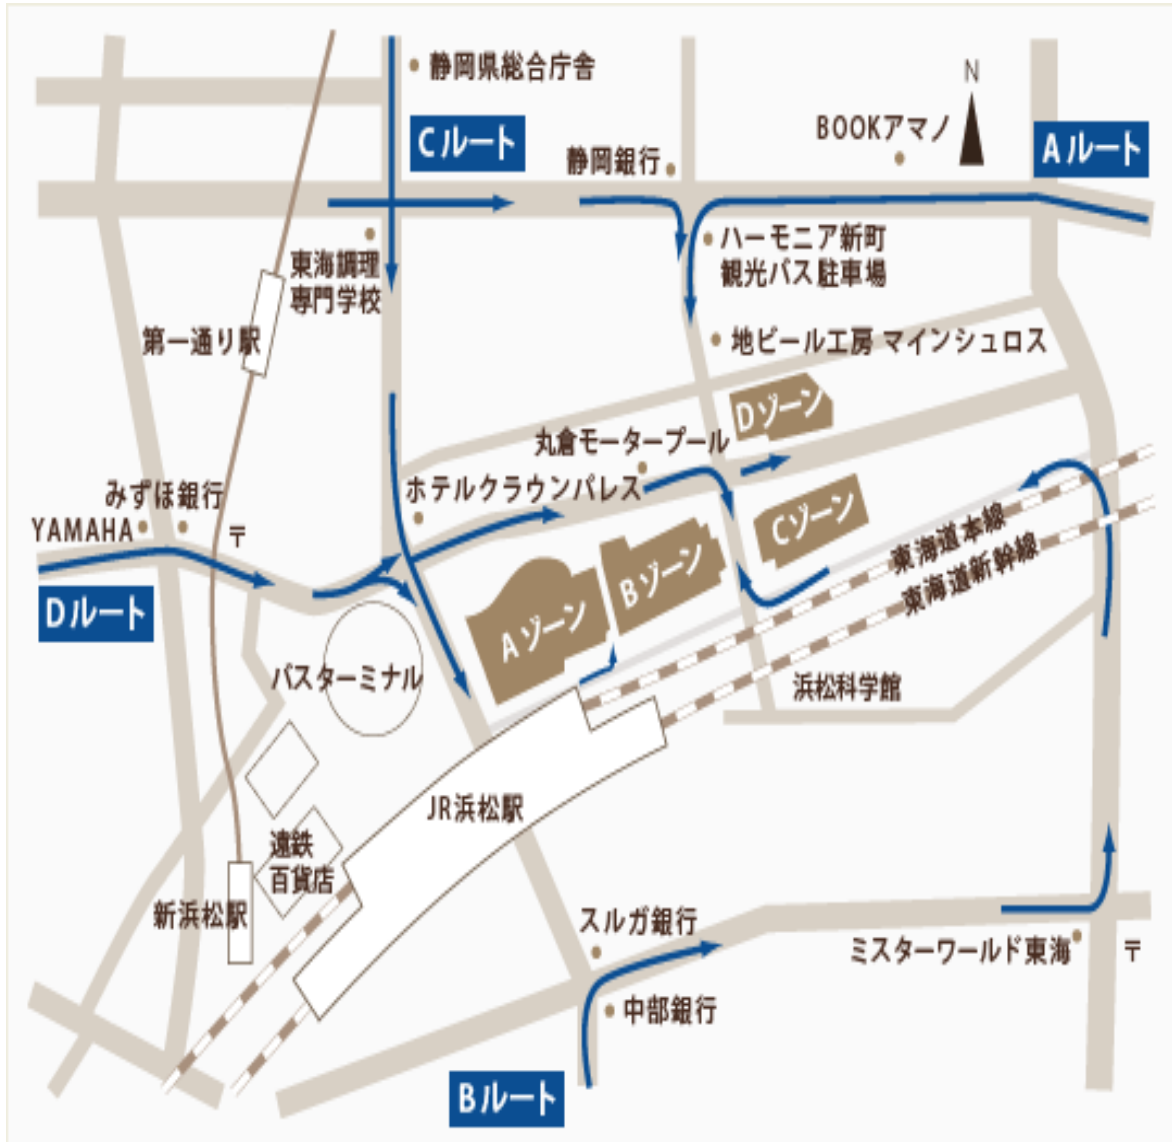 静岡県総合庁舎
N
BOOKアマノ
Cルート
Aルート
静岡銀行
ハーモニア新町
観光バス駐車場
東海調理
専門学校
第一通り駅
地ビール工房 マインシュロス
Dゾーン
丸倉モータープール
ホテルクラウンパレス
みずほ銀行
YAMAHA
〒
Cゾーン
東海道本線
東海道新幹線
Bゾーン
Aゾーン
Dルート
バスターミナル
浜松科学館
JR浜松駅
遠鉄
百貨店
新浜松駅
スルガ銀行
ミスターワールド東海
〒
中部銀行
Bルート